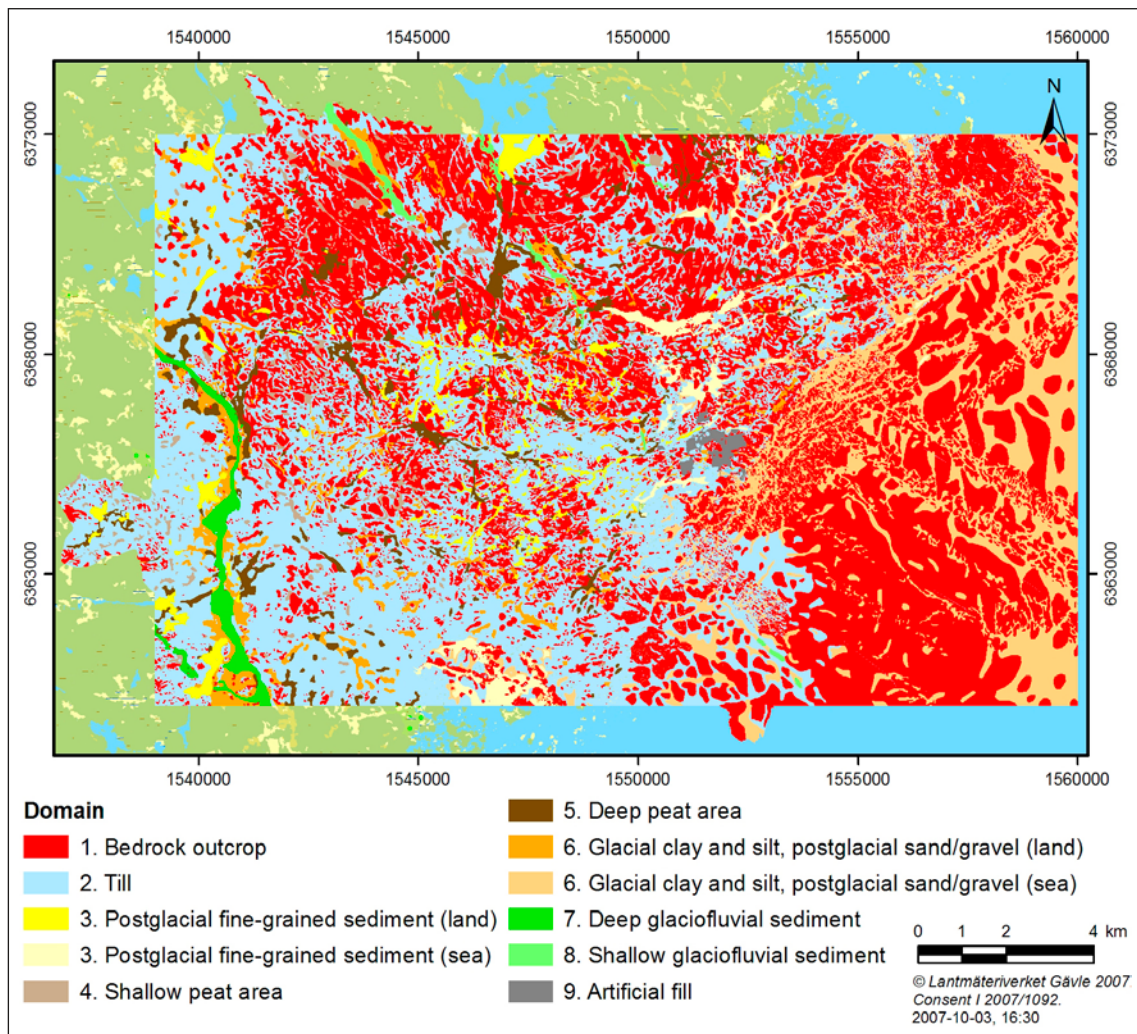 1540000 1545000 1550000 1555000 1560000
N
6373000 6373000
6368000 6368000
6363000 6363000
1540000 1545000 1550000 1555000 1560000
Domain
1. Bedrock outcrop
2. Till
3. Postglacial fine-grained sediment (land)
3. Postglacial fine-grained sediment (sea)
4. Shallow peat area
5. Deep peat area
6. Glacial clay and silt, postglacial sand/gravel (land)
6. Glacial clay and silt, postglacial sand/gravel (sea)
7. Deep glaciofluvial sediment
8. Shallow glaciofluvial sediment
9. Artificial fill
0 1 2 4 km
© Lantmäteriverket Gävle 2007.
Consent I 2007/1092.
2007-10-03, 16:30